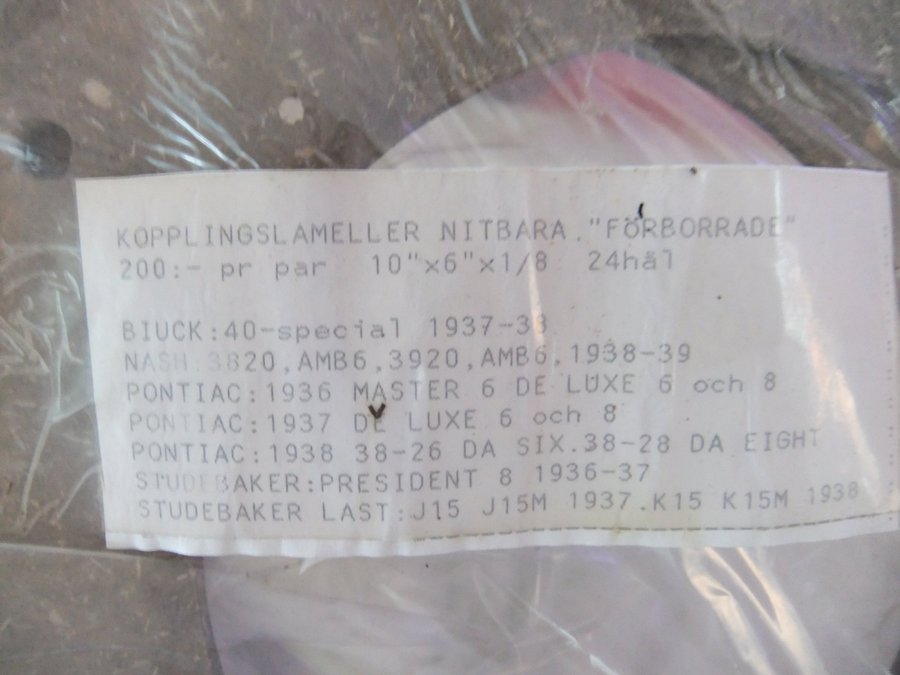 KOPPLINGSLAMELLER NITBARA. "FÖRBORRADE"
200:- pr par 10"x6"x1/8 24hål
BIUCK:40-special 1937-38
NASH 3820,AMB6,3920,AMB6,1938-39
PONTIAC:1936 MASTER 6 DE LUXE 6 och 8
PONTIAC:1937 DE LUXE 6 och 8
PONTIAC:1938 38-26 DA SIX.38-28 DA EIGHT
STUDEBAKER:PRESIDENT 8 1936-37
STUDEBAKER LAST:J15 J15M 1937.K15 K15M 1938